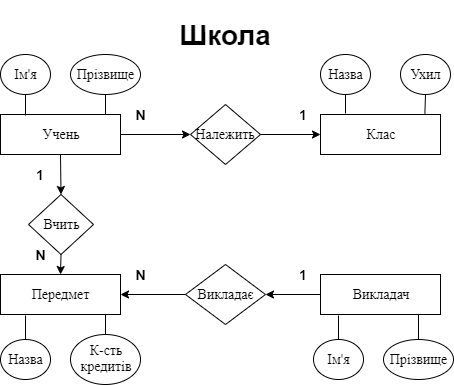 Школа
Ім'я
Прізвище
Назва
Ухил
Учень
N
Належить
1
Клас
1
Вчить
N
Передмет
N
Викладає
1
Викладач
Назва
К-сть
кредитів
Ім'я
Прізвище